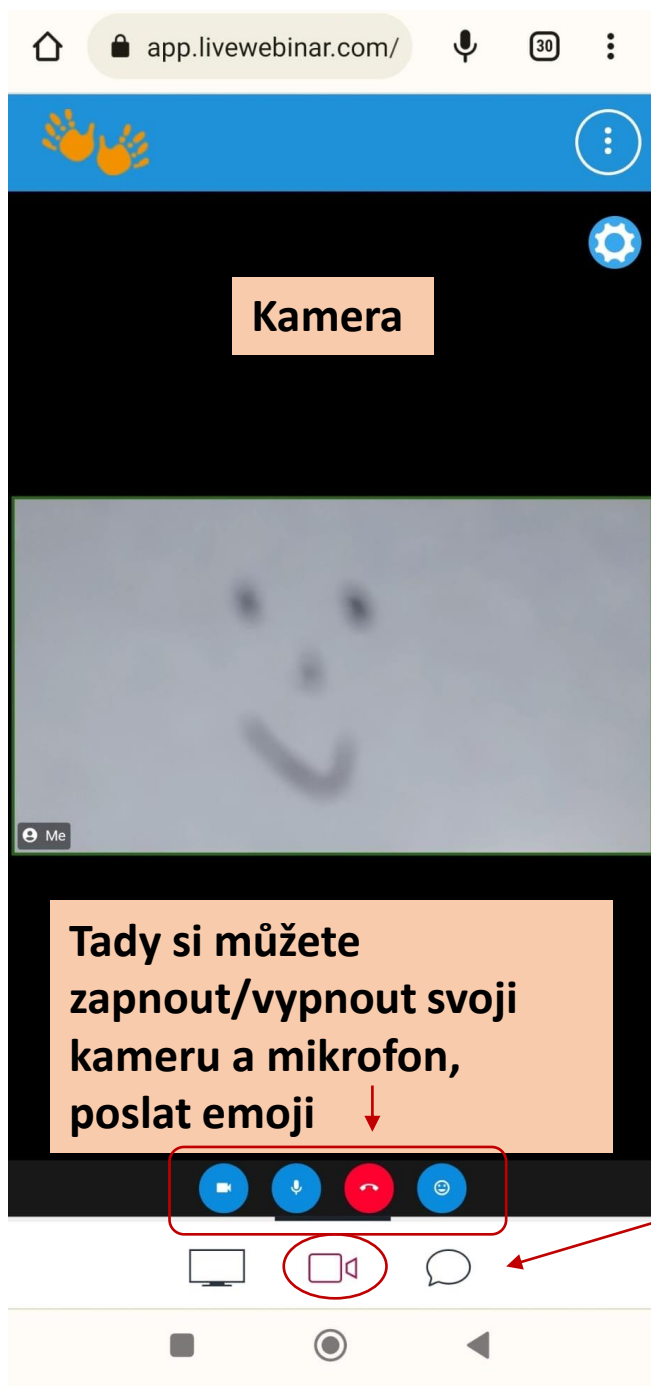 app.livewebinar.com/
30
Kamera
Me
Tady si můžete
zapnout/vypnout svoji
kameru a mikrofon,
poslat emoji